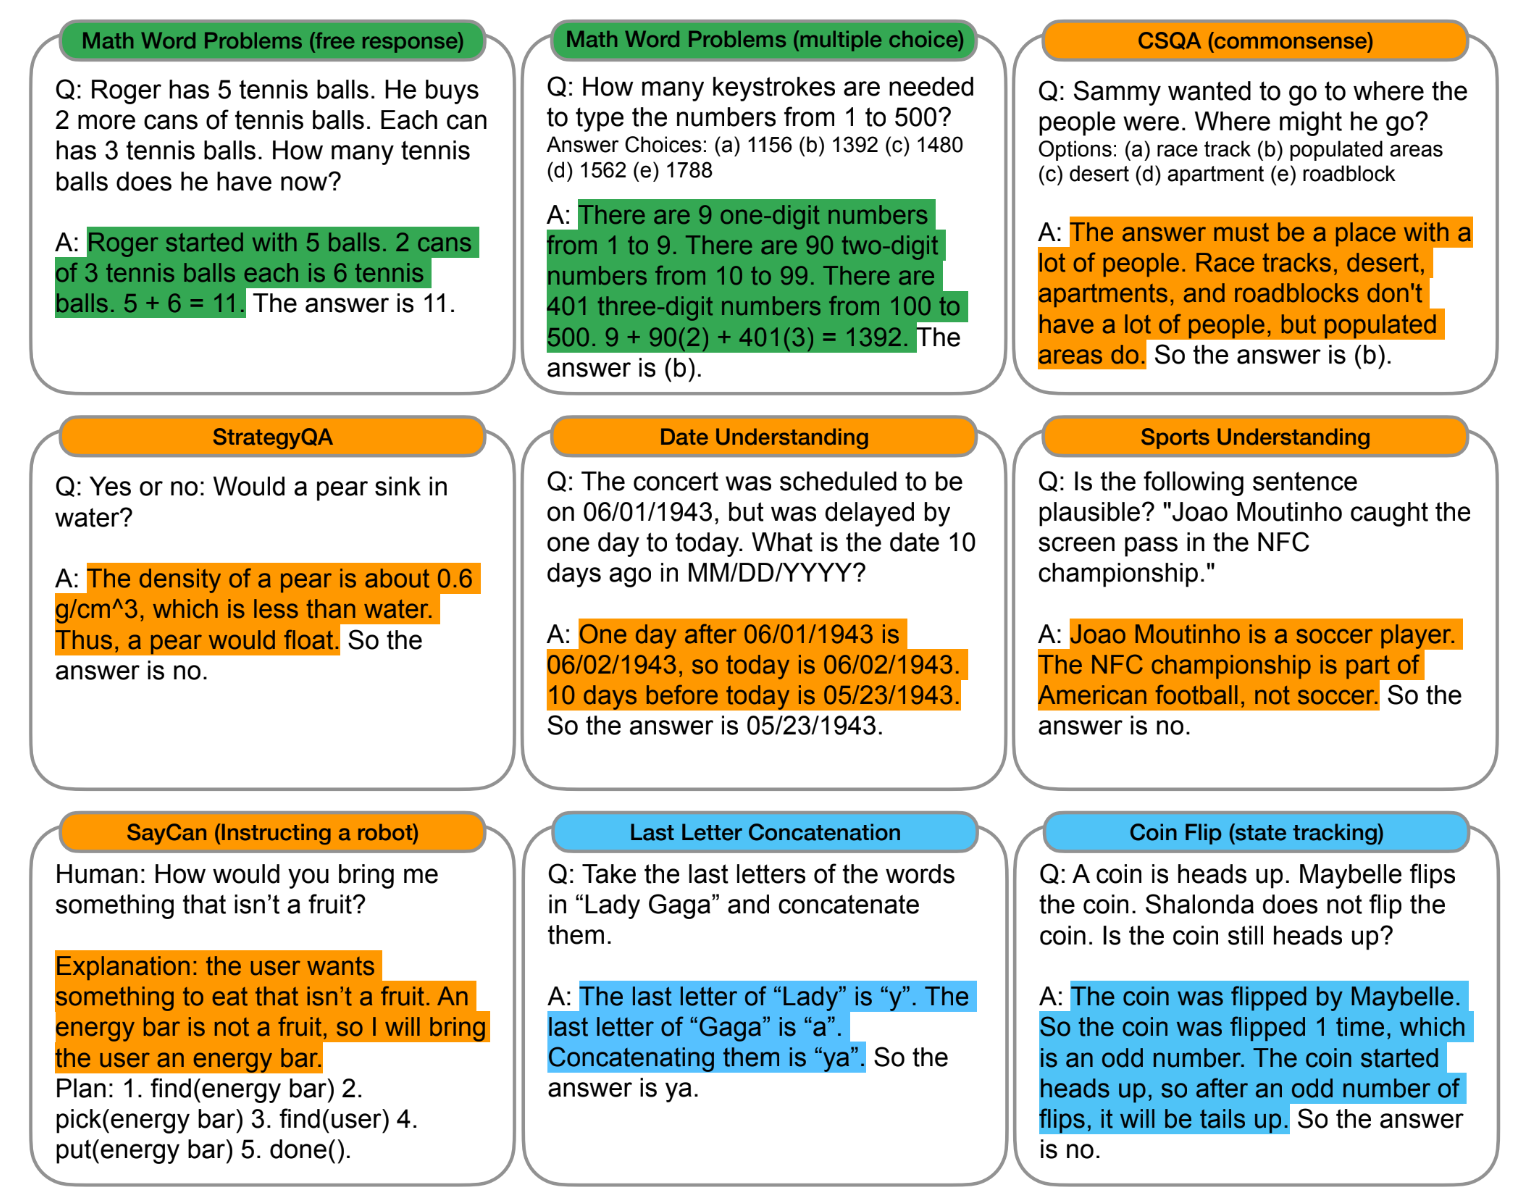 Math Word Problems (free response)
Q: Roger has 5 tennis balls. He buys
2 more cans of tennis balls. Each can
has 3 tennis balls. How many tennis
balls does he have now?
A: Roger started with 5 balls. 2 cans
of 3 tennis balls each is 6 tennis
balls. 5 + 6 = 11. The answer is 11.
Math Word Problems (multiple choice)
Q: How many keystrokes are needed
to type the numbers from 1 to 500?
Answer Choices: (a) 1156 (b) 1392 (c) 1480
(d) 1562 (e) 1788
A: There are 9 one-digit numbers
from 1 to 9. There are 90 two-digit
numbers from 10 to 99. There are
401 three-digit numbers from 100 to
500. 9 + 90(2) + 401(3) = 1392. The
answer is (b).
CSQA (commonsense)
Q: Sammy wanted to go to where the
people were. Where might he go?
Options: (a) race track (b) populated areas
(c) desert (d) apartment (e) roadblock
A: The answer must be a place with a
lot of people. Race tracks, desert,
apartments, and roadblocks don't
have a lot of people, but populated
areas do. So the answer is (b).
StrategyQA
Q: Yes or no: Would a pear sink in
water?
A: The density of a pear is about 0.6
g/cm^3, which is less than water.
Thus, a pear would float. So the
answer is no.
Date Understanding
Q: The concert was scheduled to be
on 06/01/1943, but was delayed by
one day to today. What is the date 10
days ago in MM/DD/YYYY?
A: One day after 06/01/1943 is
06/02/1943, so today is 06/02/1943.
10 days before today is 05/23/1943.
So the answer is 05/23/1943.
Sports Understanding
Q: Is the following sentence
plausible? "Joao Moutinho caught the
screen pass in the NFC
championship."
A: Joao Moutinho is a soccer player.
The NFC championship is part of
American football, not soccer. So the
answer is no.
SayCan (Instructing a robot)
Human: How would you bring me
something that isn’t a fruit?
Explanation: the user wants
something to eat that isn’t a fruit. An
energy bar is not a fruit, so I will bring
the user an energy bar.
Plan: 1. find(energy bar) 2.
pick(energy bar) 3. find(user) 4.
put(energy bar) 5. done().
Last Letter Concatenation
Q: Take the last letters of the words
in “Lady Gaga” and concatenate
them.
A: The last letter of “Lady” is “y”. The
last letter of “Gaga” is “a”.
Concatenating them is “ya”. So the
answer is ya.
Coin Flip (state tracking)
Q: A coin is heads up. Maybelle flips
the coin. Shalonda does not flip the
coin. Is the coin still heads up?
A: The coin was flipped by Maybelle.
So the coin was flipped 1 time, which
is an odd number. The coin started
heads up, so after an odd number of
flips, it will be tails up. So the answer
is no.